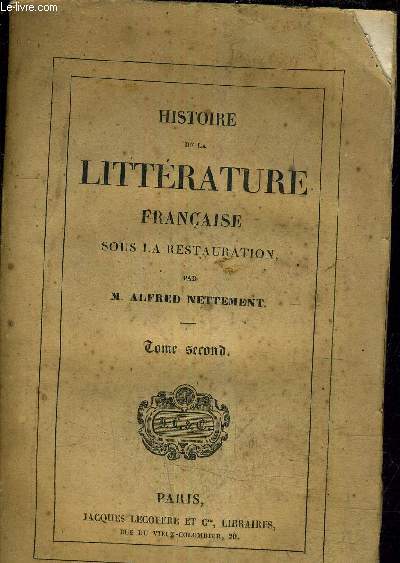 Le-livre.com
HISTOIRE
DE LA
LITTÉRATURE
FRANÇAISE
SOUS LA RESTAURATION,
PAR
M. ALFRED NETTEMENT.
Tome second.
PARIS,
JACQUES LECOFFRE ET Cie, LIBRAIRES,
RUE DU VIEUX-COLOMBIER, 29.